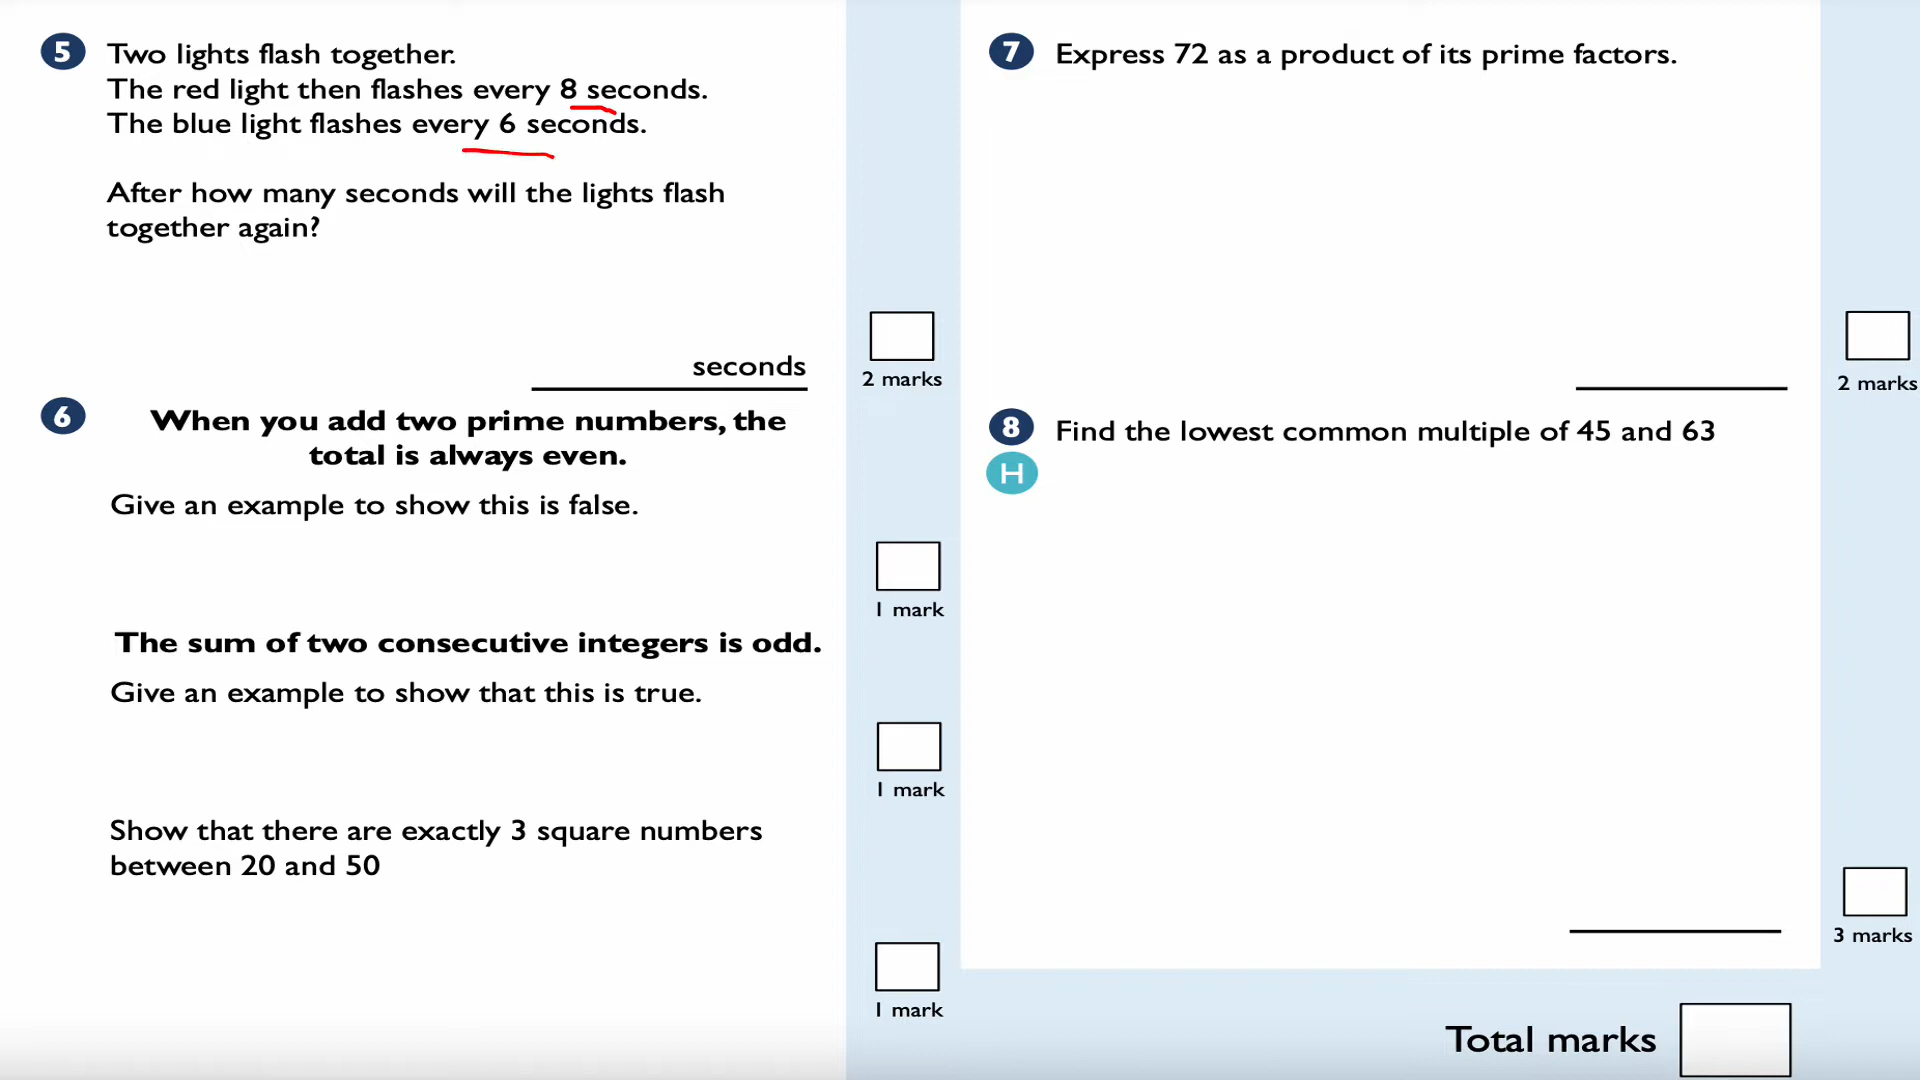 5 Two lights flash together.
The red light then flashes every 8 seconds.
The blue light flashes every 6 seconds.
After how many seconds will the lights flash
together again?
seconds
2 marks
6 When you add two prime numbers, the
total is always even.
Give an example to show this is false.
1 mark
The sum of two consecutive integers is odd.
Give an example to show that this is true.
1 mark
Show that there are exactly 3 square numbers
between 20 and 50
1 mark
7 Express 72 as a product of its prime factors.
2 marks
8 Find the lowest common multiple of 45 and 63
H
3 marks
Total marks